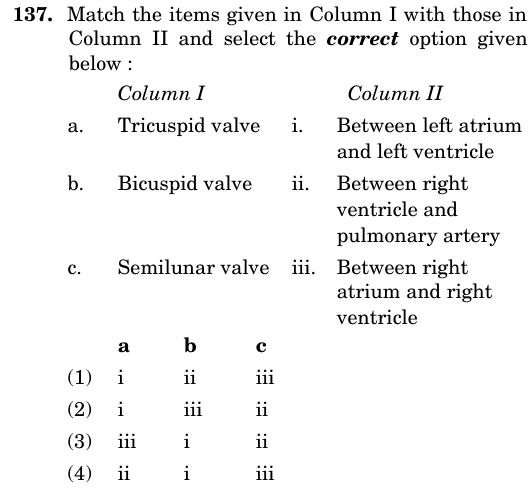 137. Match the items given in Column I with those in
Column II and select the correct option given
below :
Column I Column II
a. Tricuspid valve i. Between left atrium
and left ventricle
b. Bicuspid valve ii. Between right
ventricle and
pulmonary artery
c. Semilunar valve iii. Between right
atrium and right
ventricle
a b c
(1) i ii iii
(2) i iii ii
(3) iii i ii
(4) ii i iii